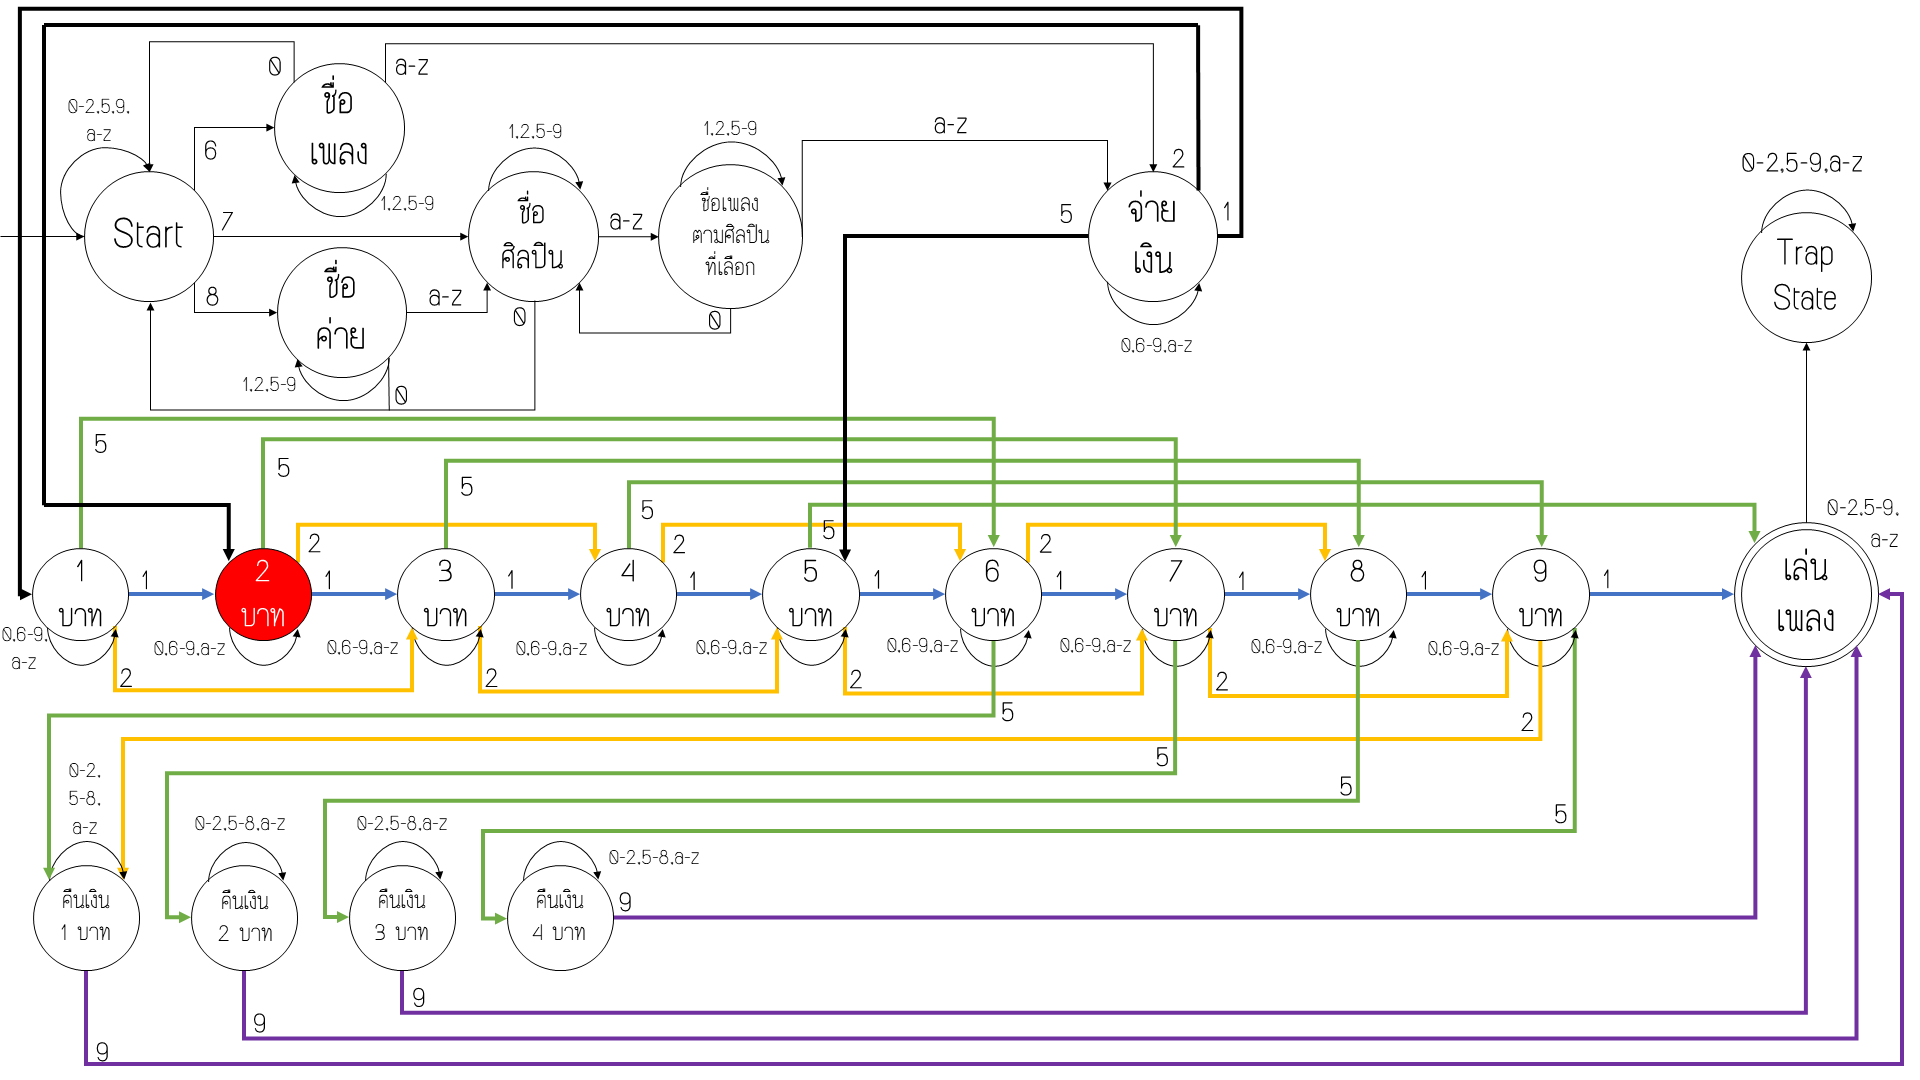 0
a-z
0-2,5,9,
a-z
ชื่อ
เพลง
6
1,2,5-9
1,2,5-9
1,2,5-9
a-z
2
0-2,5-9,a-z
Start
7
ชื่อ
ศิลปิน
a-z
ชื่อเพลง
ตามศิลปิน
ที่เลือก
5
จ่าย
เงิน
1
Trap
State
8
ชื่อ
ค่าย
a-z
0
0
0,6-9,a-z
1,2,5-9
0
5
5
5
5
5
0-2,5-9,
a-z
2
2
2
1
บาท
1
2
บาท
1
3
บาท
1
4
บาท
1
5
บาท
1
6
บาท
1
7
บาท
1
8
บาท
1
9
บาท
1
เล่น
เพลง
0,6-9,
a-z
0,6-9,a-z
0,6-9,a-z
0,6-9,a-z
0,6-9,a-z
0,6-9,a-z
0,6-9,a-z
0,6-9,a-z
0,6-9,a-z
2
2
2
2
5
2
5
5
5
0-2,
5-8,
a-z
0-2,5-8,a-z
0-2,5-8,a-z
0-2,5-8,a-z
คืนเงิน
1 บาท
คืนเงิน
2 บาท
คืนเงิน
3 บาท
คืนเงิน
4 บาท
9
9
9
9